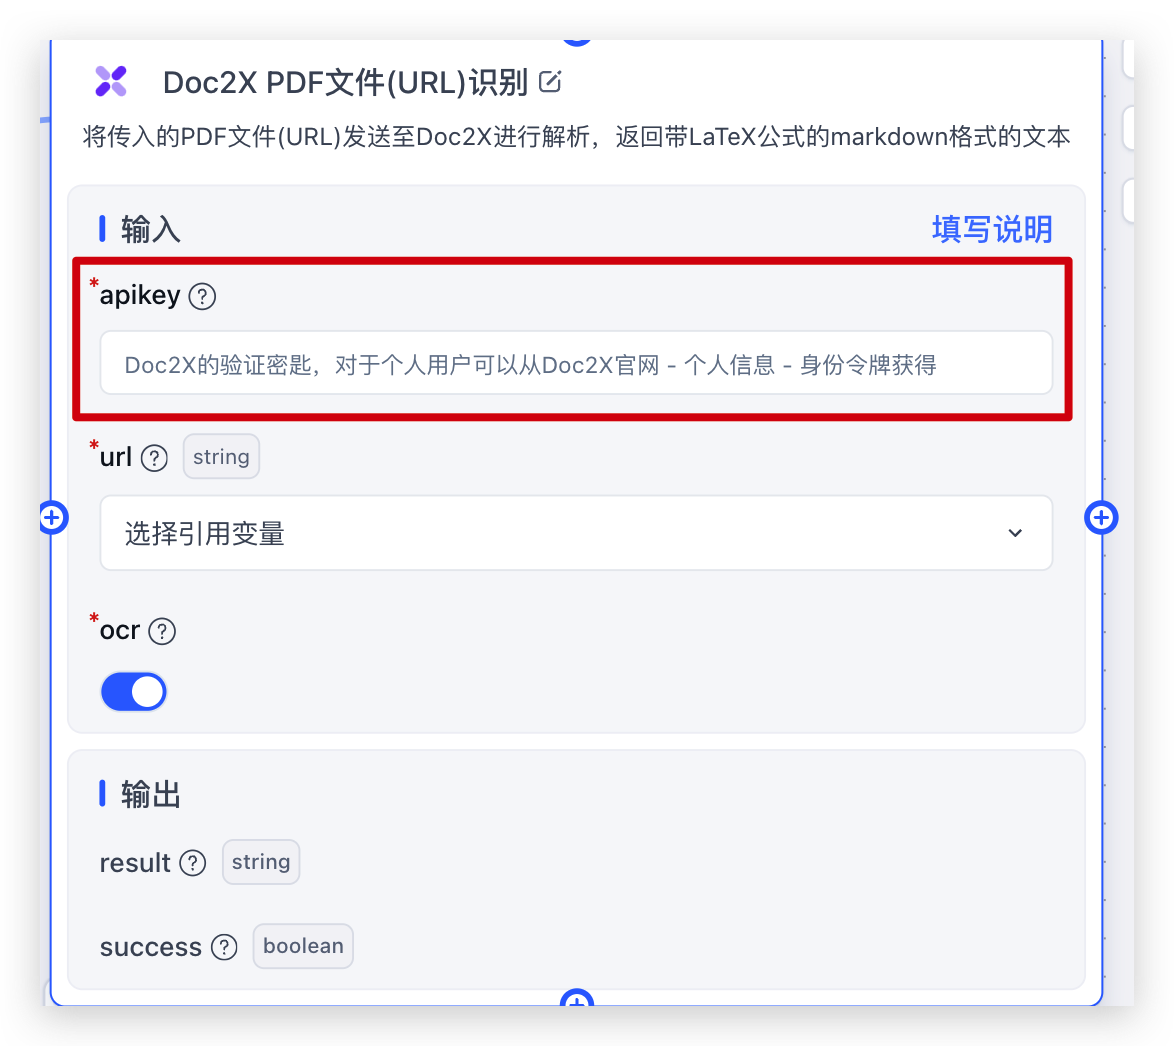 Doc2X PDF文件(URL)识别
将传入的PDF文件(URL)发送至Doc2X进行解析，返回带LaTeX公式的markdown格式的文本
输入 填写说明
*apikey ?
Doc2X的验证密匙，对于个人用户可以从Doc2X官网 - 个人信息 - 身份令牌获得
*url ? string
选择引用变量
*ocr ?
输出
result ? string
success ? boolean